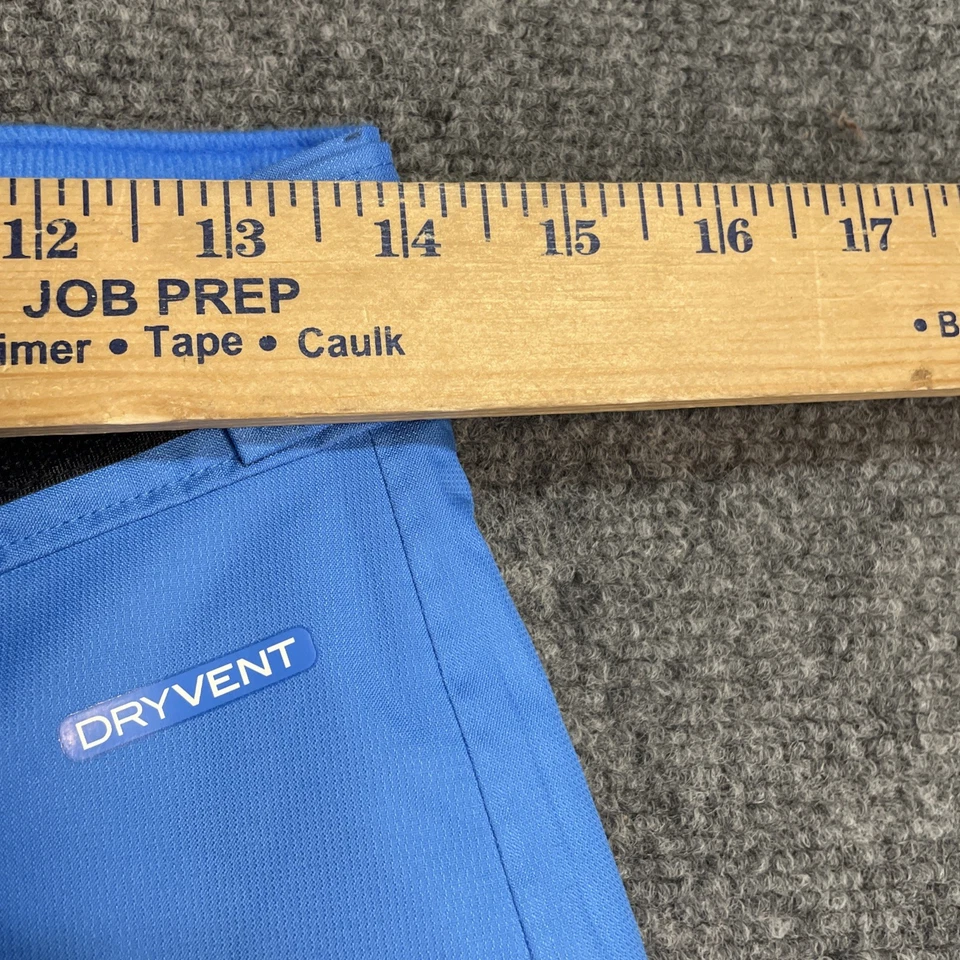 12 13 14 15 16 17
JOB PREP
imer • Tape • Caulk
• B
DRYVENT